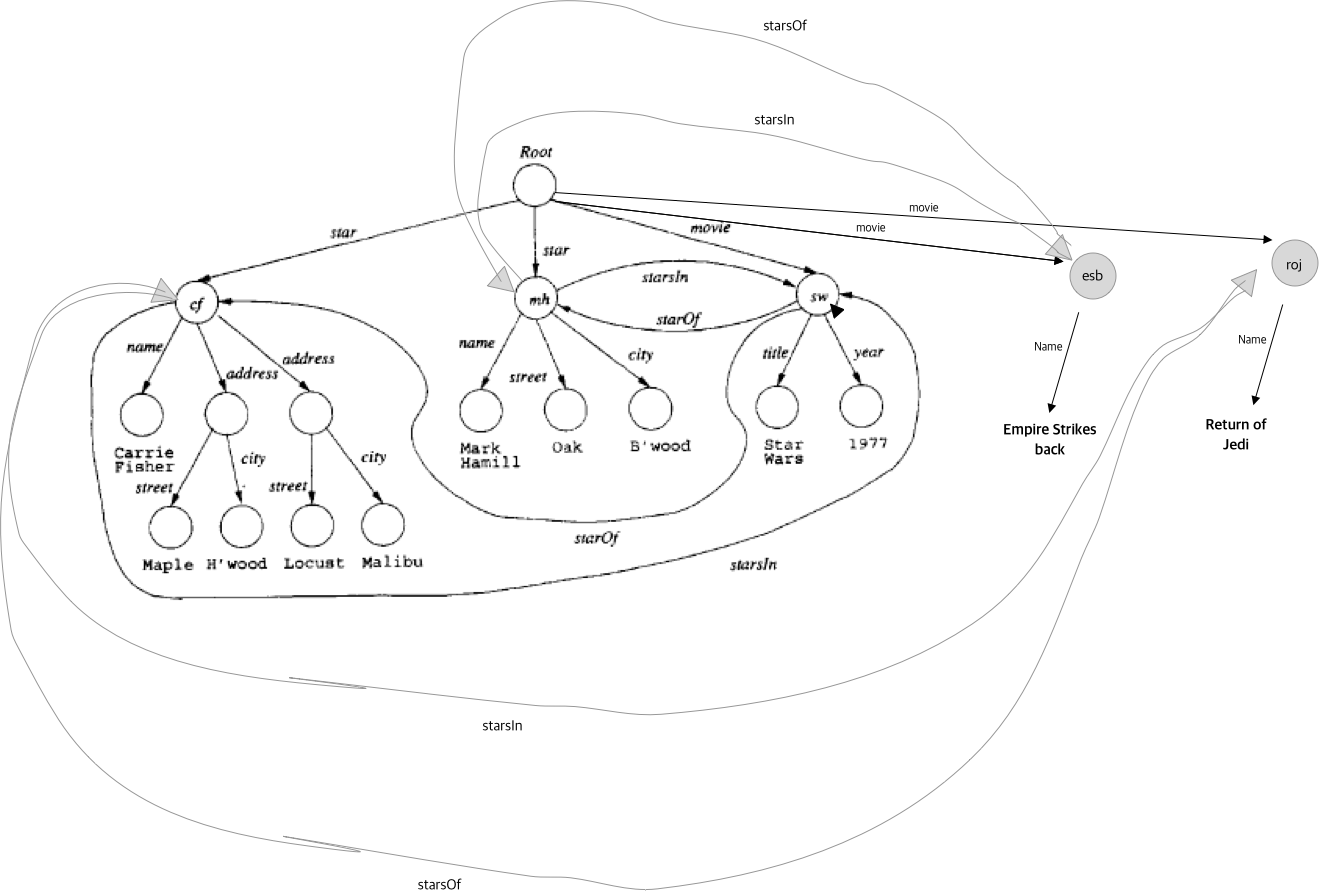 starsOf
starsIn
Root
movie
movie
movie
star
star
esb
roj
cf
mh
sw
starsIn
starOf
name
address
address
name
street
city
title
year
Name
Name
Carrie
Fisher
Mark
Hamill
Oak
B'wood
Star
Wars
1977
Empire Strikes
back
Return of
Jedi
street
city
street
city
Maple
H'wood
Locust
Malibu
starOf
starsIn
starsIn
starsOf